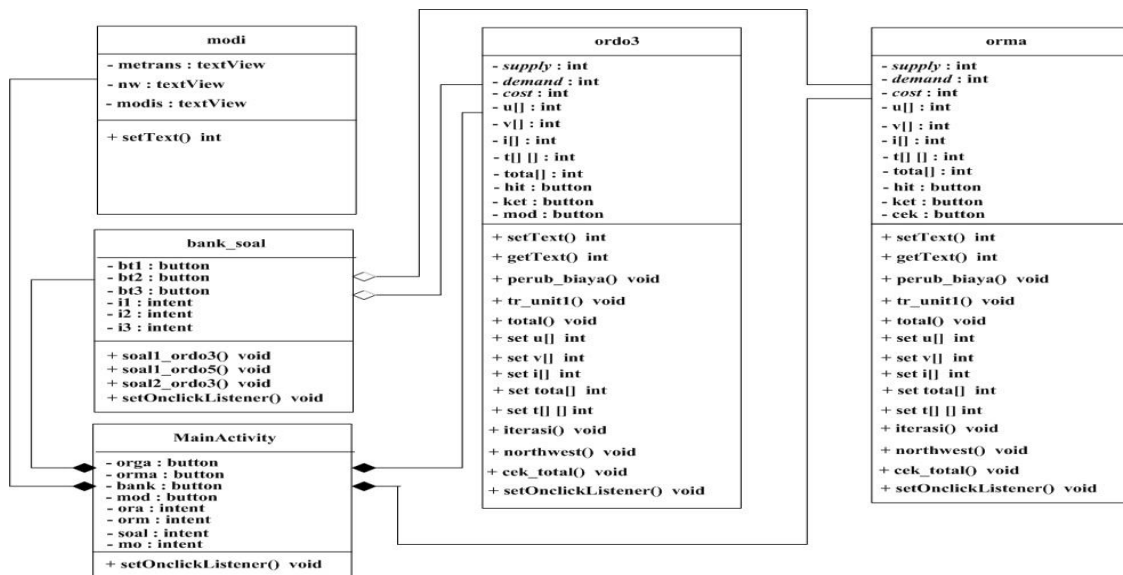 modi
- metrans : textView
- nw : textView
- modis : textView
+ setText()  int
bank_soal
- bt1 : button
- bt2 : button
- bt3 : button
- i1 : intent
- i2 : intent
- i3 : intent
+ soal1_ordo3()  void
+ soal1_ordo5()  void
+ soal2_ordo3()  void
+ setOnclickListener()  void
MainActivity
- orga : button
- orma : button
- bank : button
- mod : button
- ora : intent
- orm : intent
- soal : intent
- mo : intent
+ setOnclickListener()  void
ordo3
- supply : int
- demand : int
- cost : int
- u[] : int
- v[] : int
- i[] : int
- t[] [] : int
- tota[] : int
- hit : button
- ket : button
- mod : button
+ setText()  int
+ getText()  int
+ perub_biaya()  void
+ tr_unit1()  void
+ total()  void
+ set u[]  int
+ set v[]  int
+ set i[]  int
+ set tota[]  int
+ set t[] [] int
+ iterasi()  void
+ northwest()  void
+ cek_total()  void
+ setOnclickListener()  void
orma
- supply : int
- demand : int
- cost : int
- u[] : int
- v[] : int
- i[] : int
- t[] [] : int
- tota[] : int
- hit : button
- ket : button
- cek : button
+ setText()  int
+ getText()  int
+ perub_biaya()  void
+ tr_unit1()  void
+ total()  void
+ set u[]  int
+ set v[]  int
+ set i[]  int
+ set tota[]  int
+ set t[] [] int
+ iterasi()  void
+ northwest()  void
+ cek_total()  void
+ setOnclickListener()  void